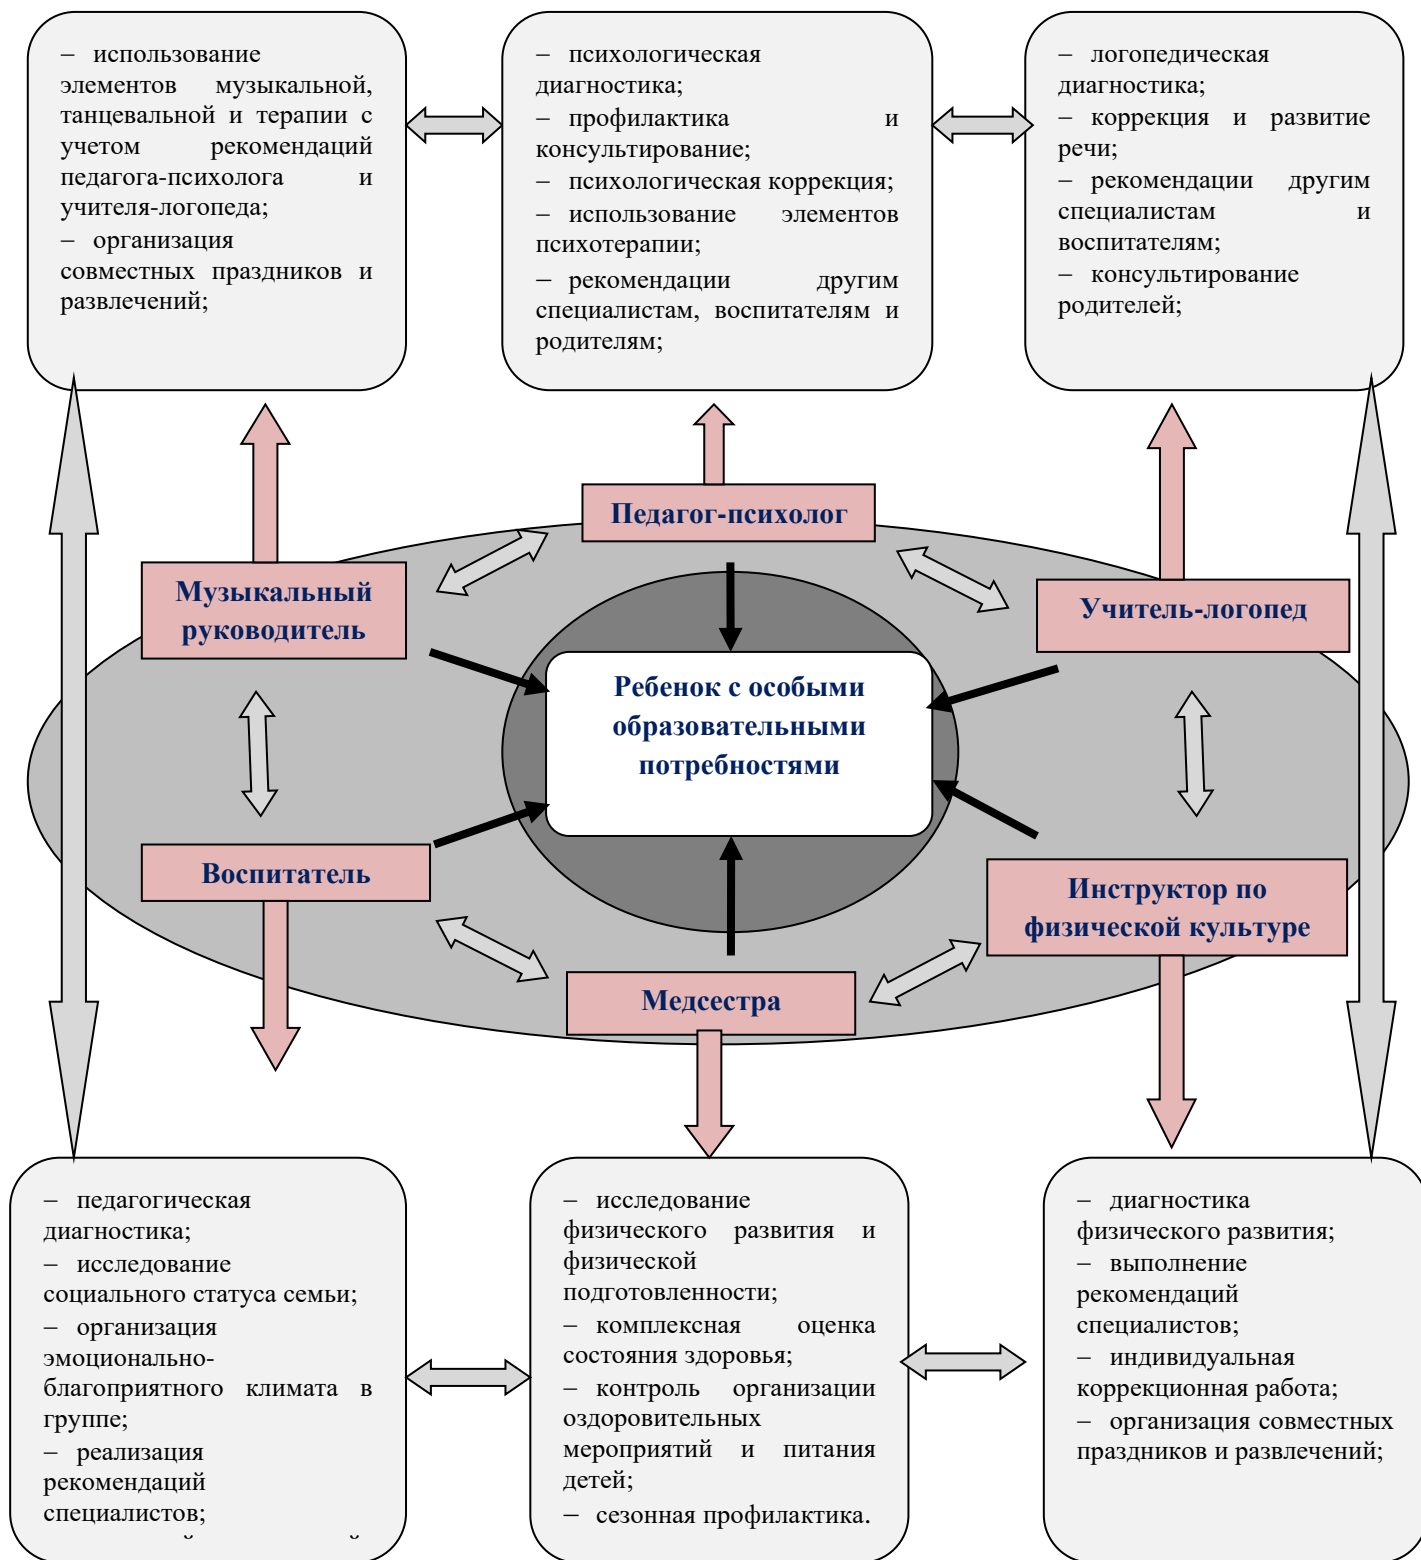 – использование
элементов музыкальной,
танцевальной и терапии с
учетом рекомендаций
педагога-психолога и
учителя-логопеда;
– организация
совместных праздников и
развлечений;
– психологическая
диагностика;
– профилактика и
консультирование;
– психологическая коррекция;
– использование элементов
психотерапии;
– рекомендации другим
специалистам, воспитателям и
родителям;
– логопедическая
диагностика;
– коррекция и развитие
речи;
– рекомендации другим
специалистам и
воспитателям;
– консультирование
родителей;
Педагог-психолог
Музыкальный
руководитель
Учитель-логопед
Ребенок с особыми
образовательными
потребностями
Воспитатель
Инструктор по
физической культуре
Медсестра
– педагогическая
диагностика;
– исследование
социального статуса семьи;
– организация
эмоционально-
благоприятного климата в
группе;
– реализация
рекомендаций
специалистов;
– исследование
физического развития и
физической
подготовленности;
– комплексная оценка
состояния здоровья;
– контроль организации
оздоровительных
мероприятий и питания
детей;
– сезонная профилактика.
– диагностика
физического развития;
– выполнение
рекомендаций
специалистов;
– индивидуальная
коррекционная работа;
– организация совместных
праздников и развлечений;